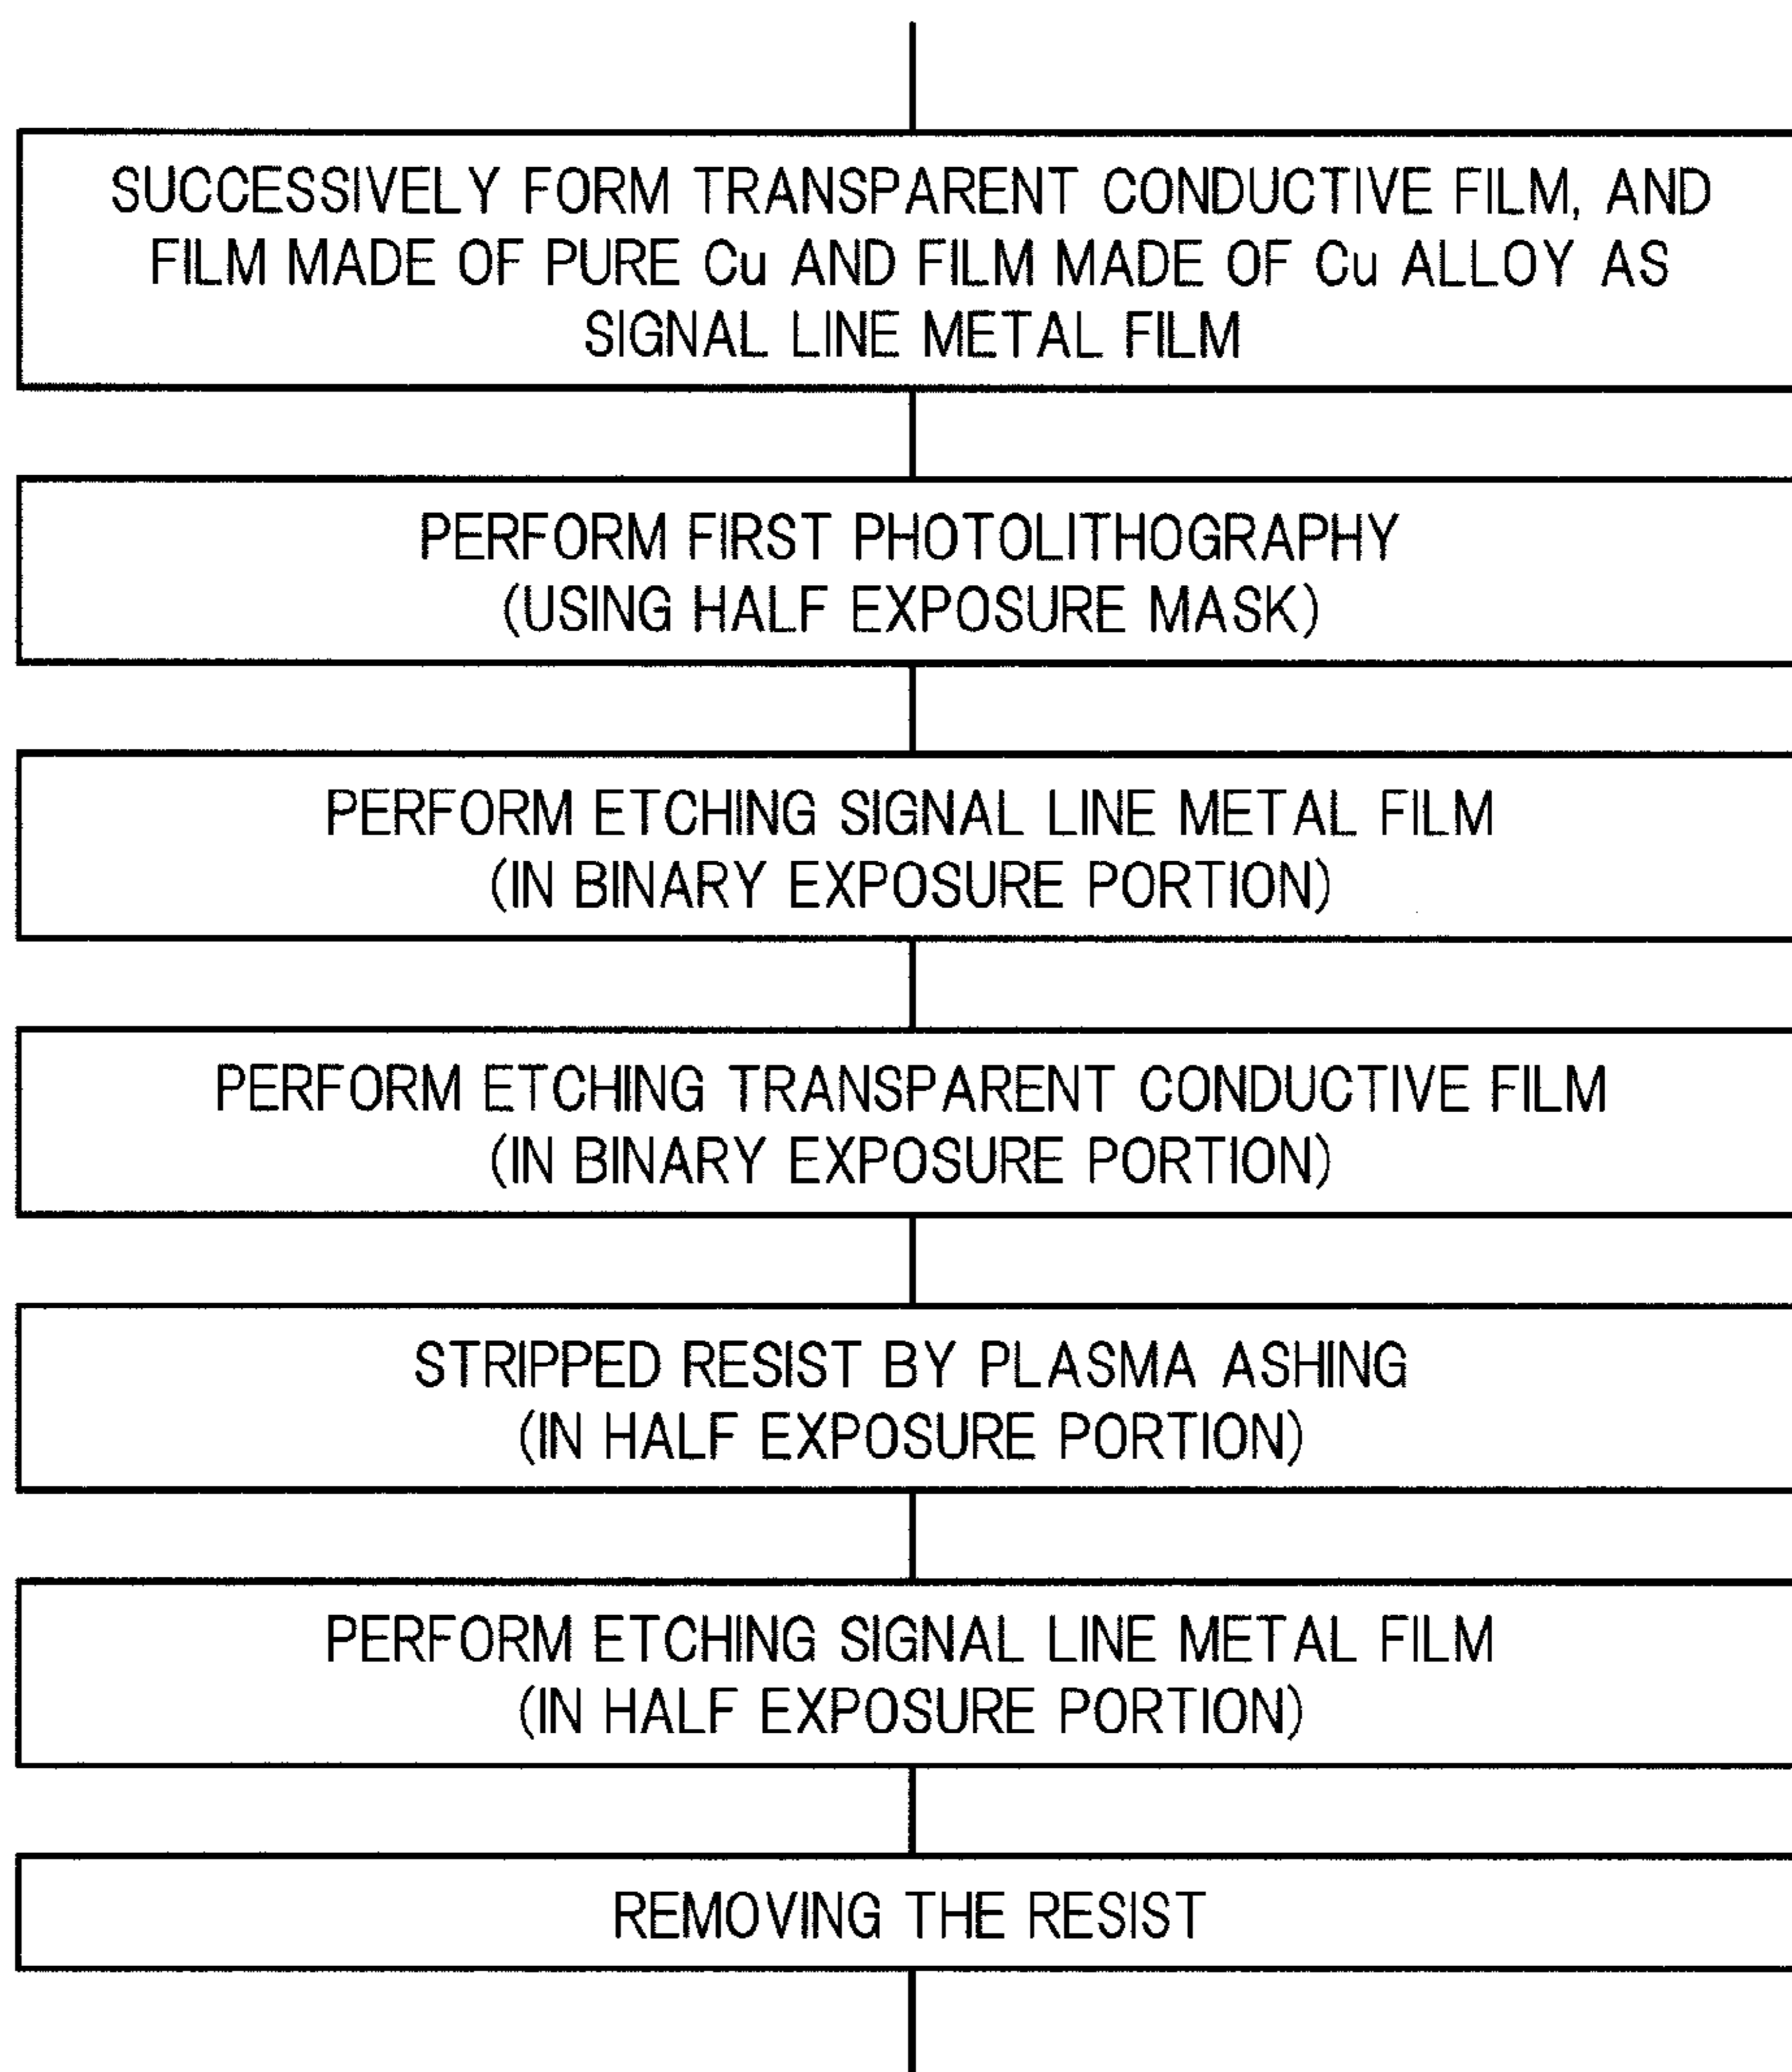 SUCCESSIVELY FORM TRANSPARENT CONDUCTIVE FILM, AND
FILM MADE OF PURE Cu AND FILM MADE OF Cu ALLOY AS
SIGNAL LINE METAL FILM
PERFORM FIRST PHOTOLITHOGRAPHY
(USING HALF EXPOSURE MASK)
PERFORM ETCHING SIGNAL LINE METAL FILM
(IN BINARY EXPOSURE PORTION)
PERFORM ETCHING TRANSPARENT CONDUCTIVE FILM
(IN BINARY EXPOSURE PORTION)
STRIPPED RESIST BY PLASMA ASHING
(IN HALF EXPOSURE PORTION)
PERFORM ETCHING SIGNAL LINE METAL FILM
(IN HALF EXPOSURE PORTION)
REMOVING THE RESIST